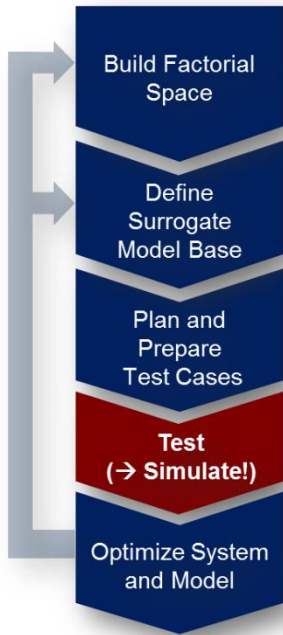 Build Factorial
Space
Define
Surrogate
Model Base
Plan and
Prepare
Test Cases
Test
(→ Simulate!)
Optimize System
and Model